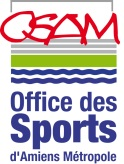 OSAM
Office des
Sports
d'Amiens Métropole